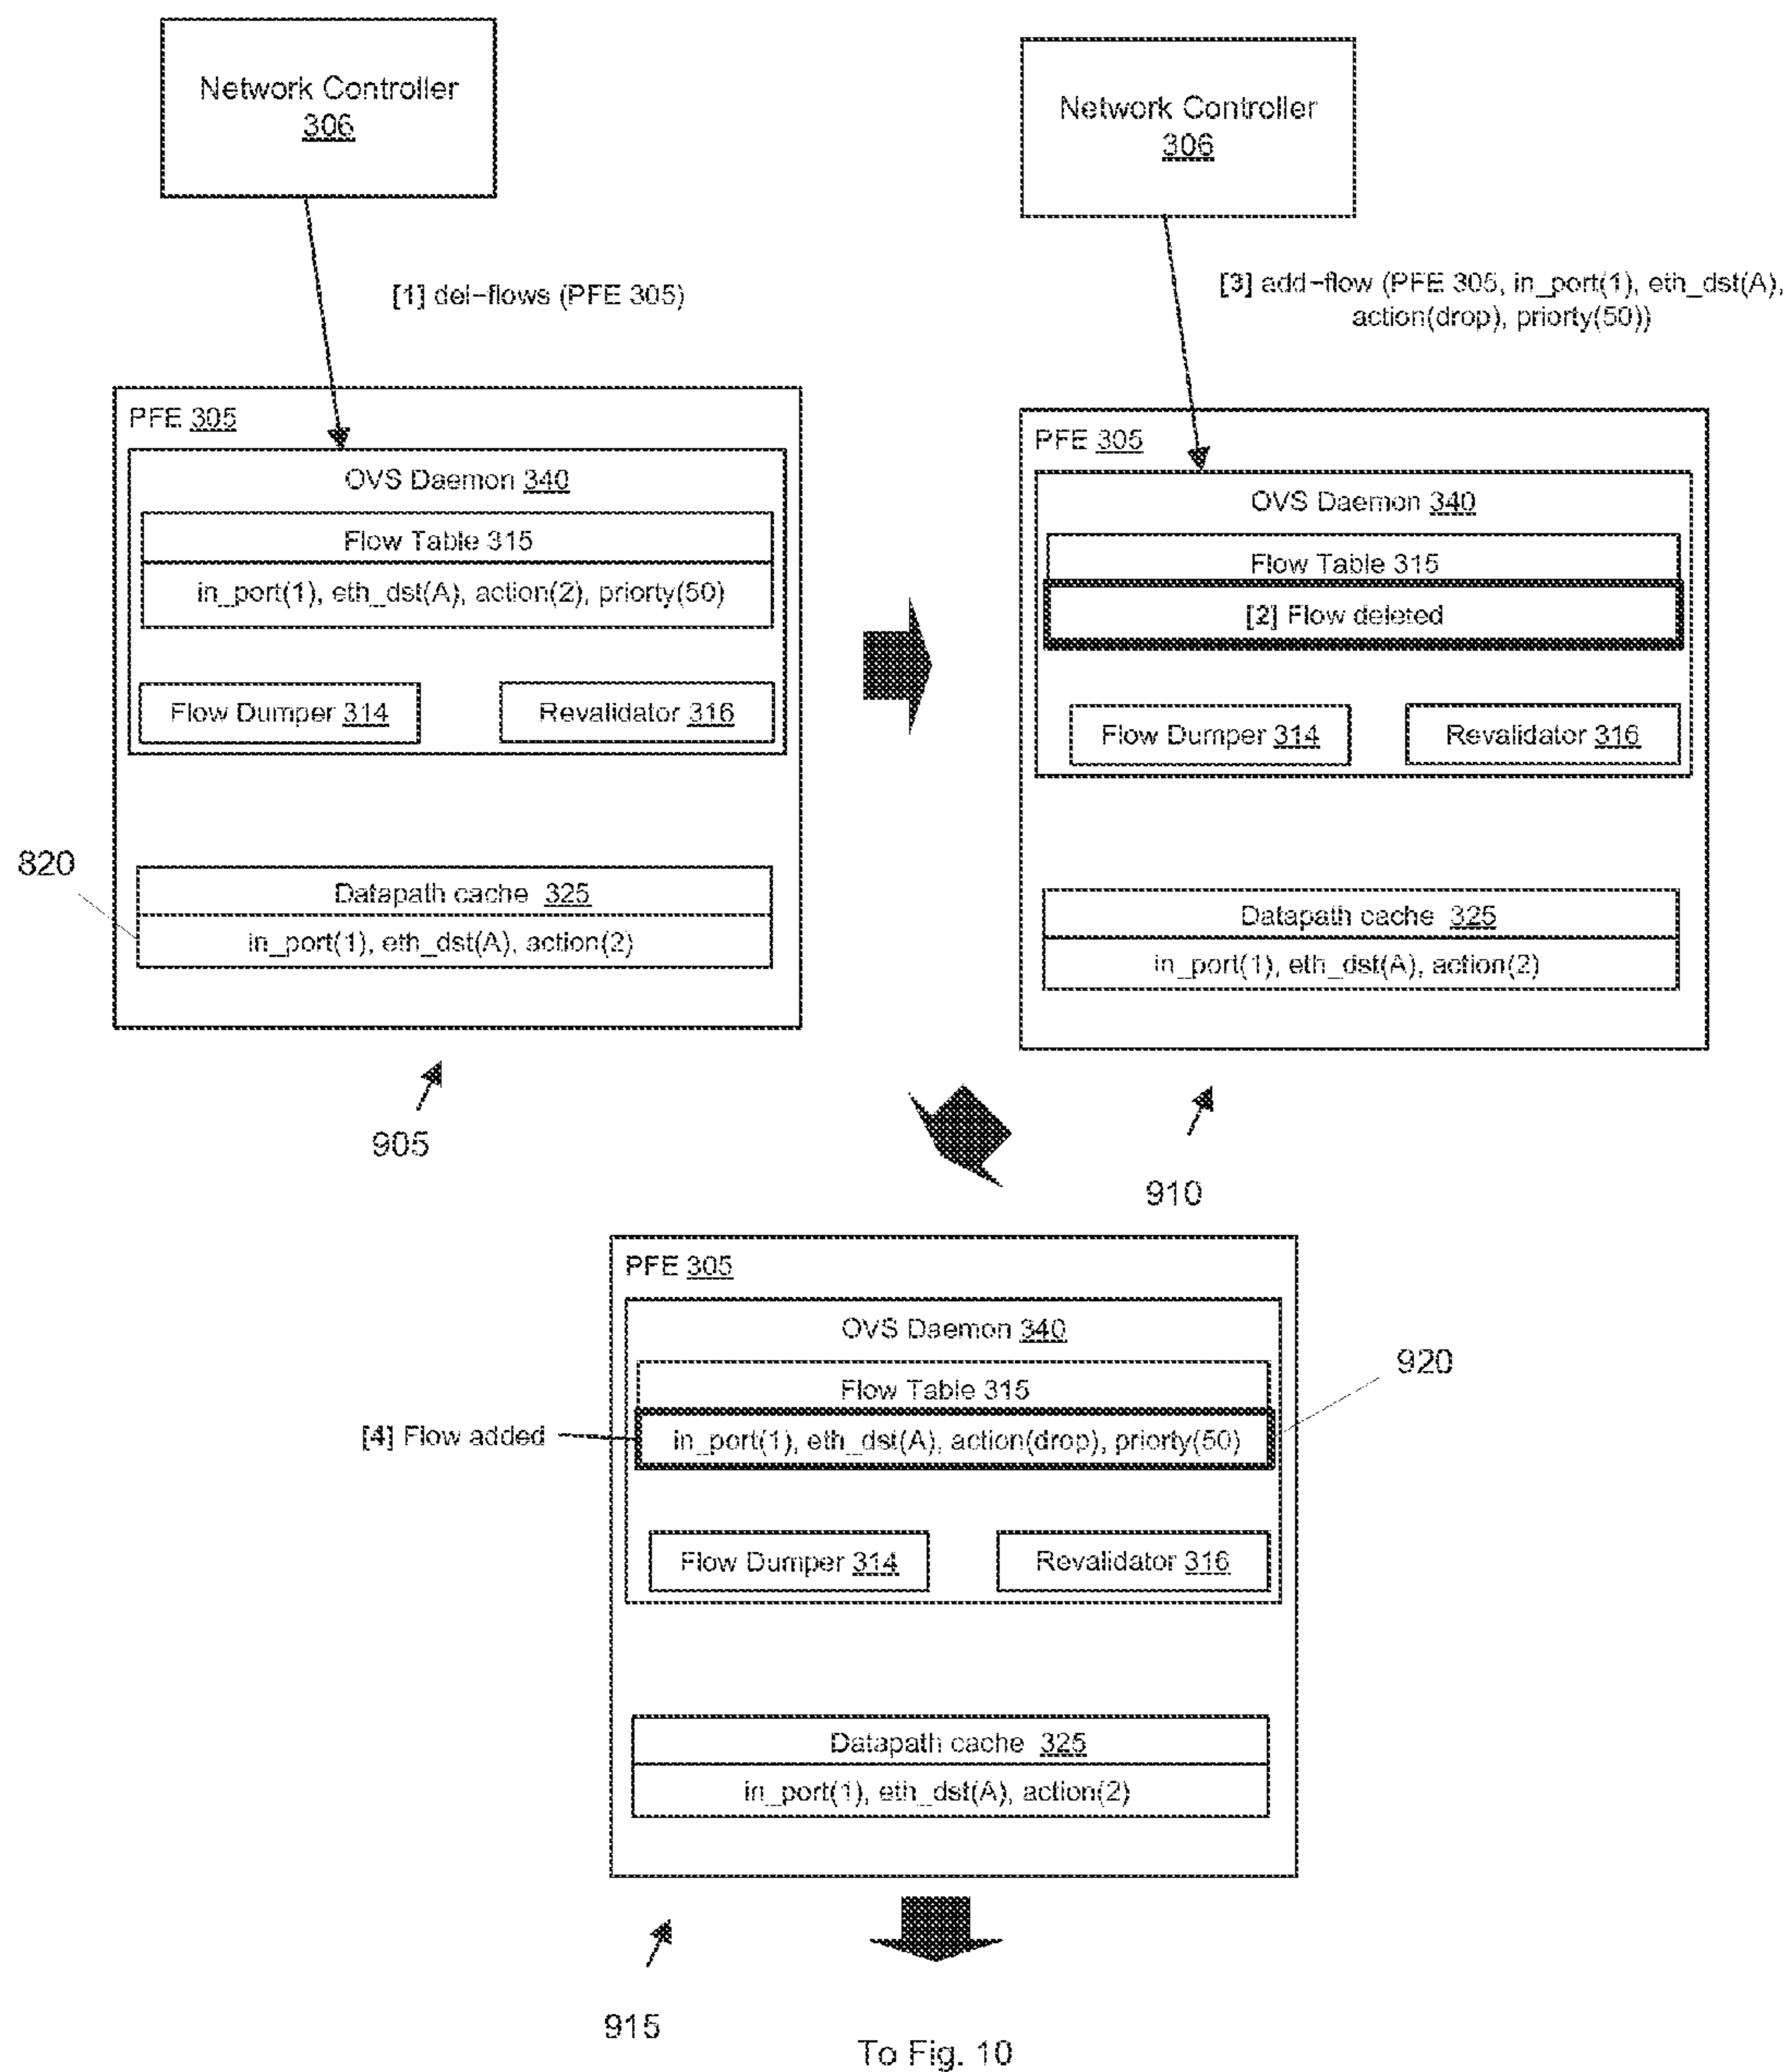 Network Controller
306
[1] del-flows (PFE 305)
PFE 305
OVS Daemon 340
Flow Table 315
in_port(1), eth_dst(A), action(2), priorty(50)
Flow Dumper 314
Revalidator 316
820
Datapath cache 325
in_port(1), eth_dst(A), action(2)
905
Network Controller
306
[3] add-flow (PFE 305, in_port(1), eth_dst(A),
action(drop), priorty(50))
PFE 305
OVS Daemon 340
Flow Table 315
[2] Flow deleted
Flow Dumper 314
Revalidator 316
Datapath cache 325
in_port(1), eth_dst(A), action(2)
910
PFE 305
OVS Daemon 340
Flow Table 315
920
[4] Flow added
in_port(1), eth_dst(A), action(drop), priorty(50)
Flow Dumper 314
Revalidator 316
Datapath cache 325
in_port(1), eth_dst(A), action(2)
915
To Fig. 10